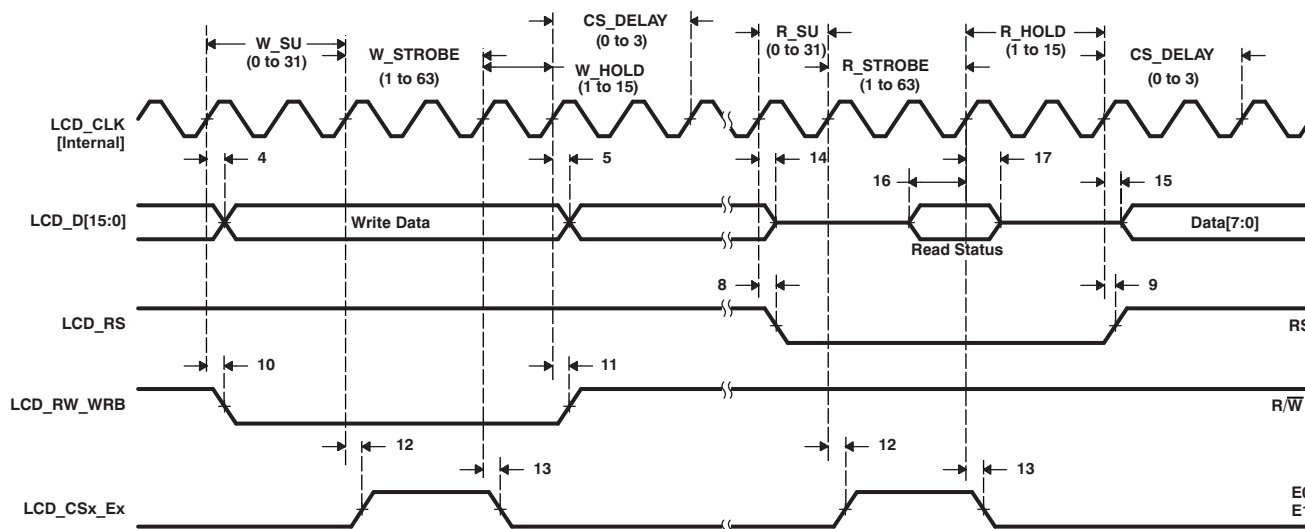 CS_DELAY
(0 to 3)
W_SU
(0 to 31)
W_STROBE
(1 to 63)
W_HOLD
(1 to 15)
R_SU
(0 to 31)
R_STROBE
(1 to 63)
R_HOLD
(1 to 15)
CS_DELAY
(0 to 3)
LCD_CLK
[Internal]
4
5
14
17
16
15
LCD_D[15:0]
Write Data
Read Status
Data[7:0]
8
9
LCD_RS
RS
10
11
LCD_RW_WRB
R/W̅
12
13
12
13
LCD_CSx_Ex
E0
E1